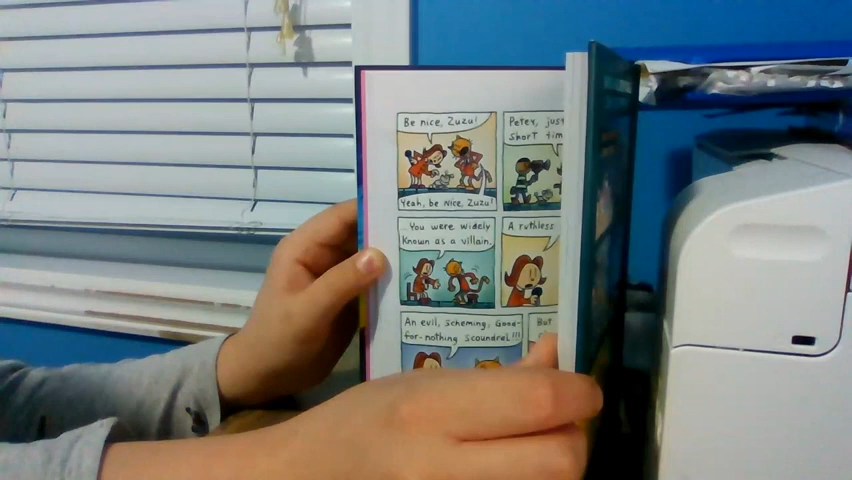 Be nice, Zuzu!
Yeah, be nice, Zuzu!
Peter, just
short tim
You were widely
known as a villain.
A ruthless
An evil, scheming, Good-
for-nothing scoundrel!!!
But